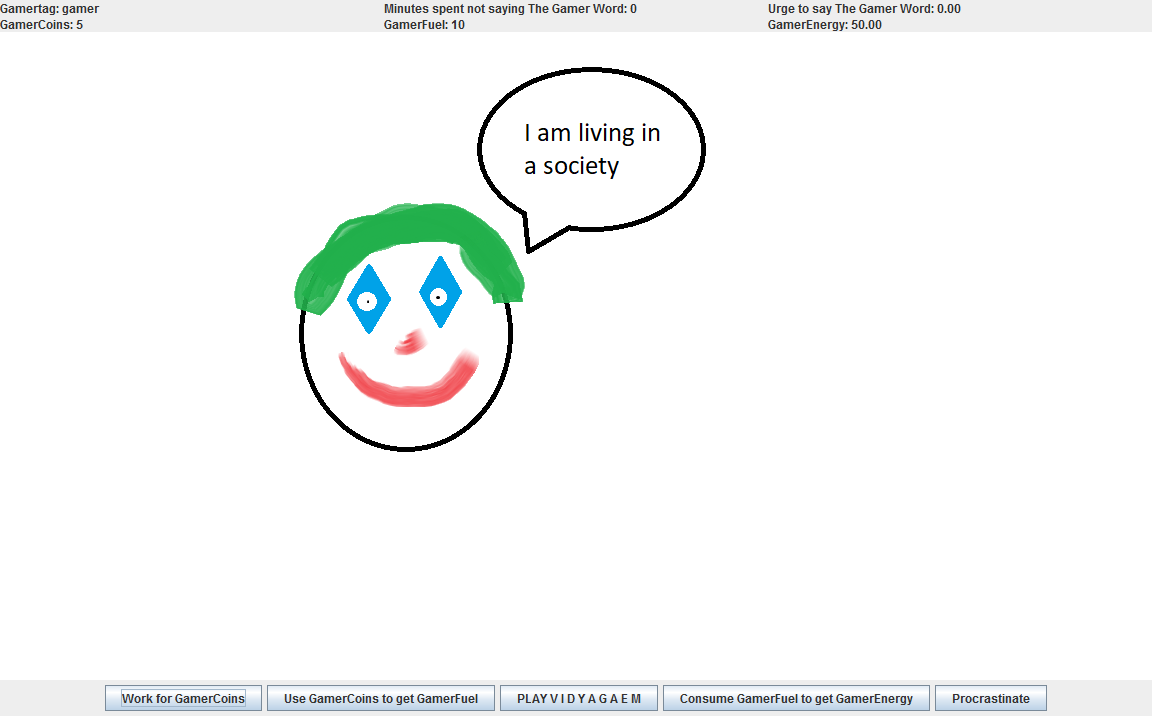 Gamertag: gamer
Minutes spent not saying The Gamer Word: 0
Urge to say The Gamer Word: 0.00
GamerCoins: 5
GamerFuel: 10
GamerEnergy: 50.00
I am living in
a society
Work for GamerCoins
Use GamerCoins to get GamerFuel
PLAY V I D Y A G A E M
Consume GamerFuel to get GamerEnergy
Procrastinate